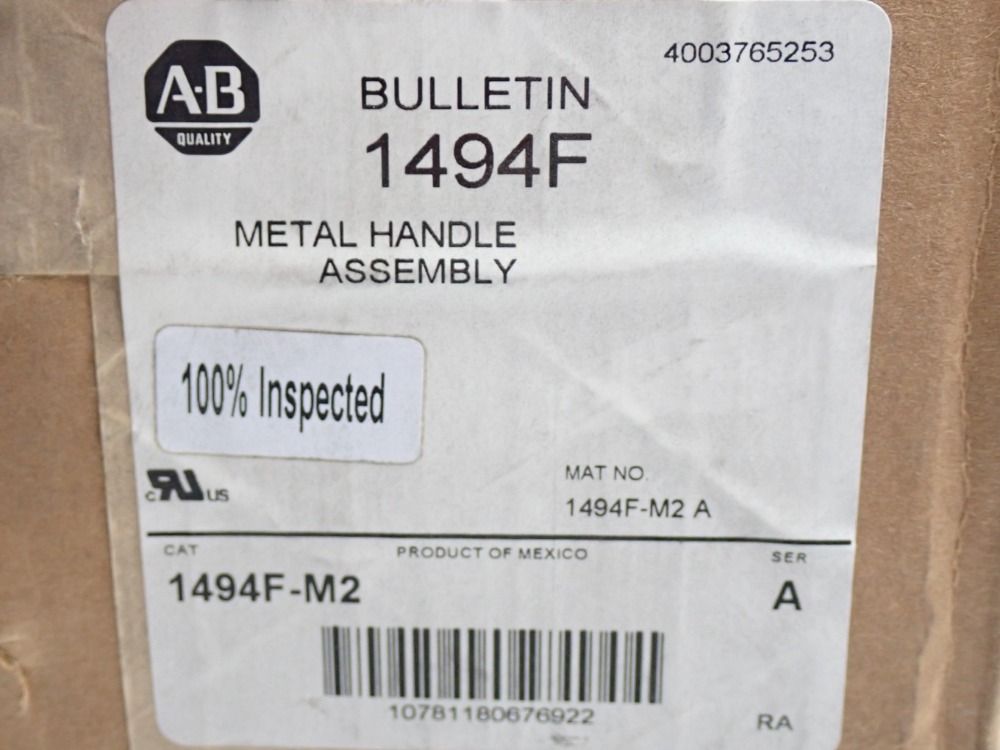 4003765253
A·B
QUALITY
BULLETIN
1494F
METAL HANDLE
ASSEMBLY
100% Inspected
c RU US
MAT NO.
1494F-M2 A
CAT
PRODUCT OF MEXICO
SER
1494F-M2
A
10781180676922
RA